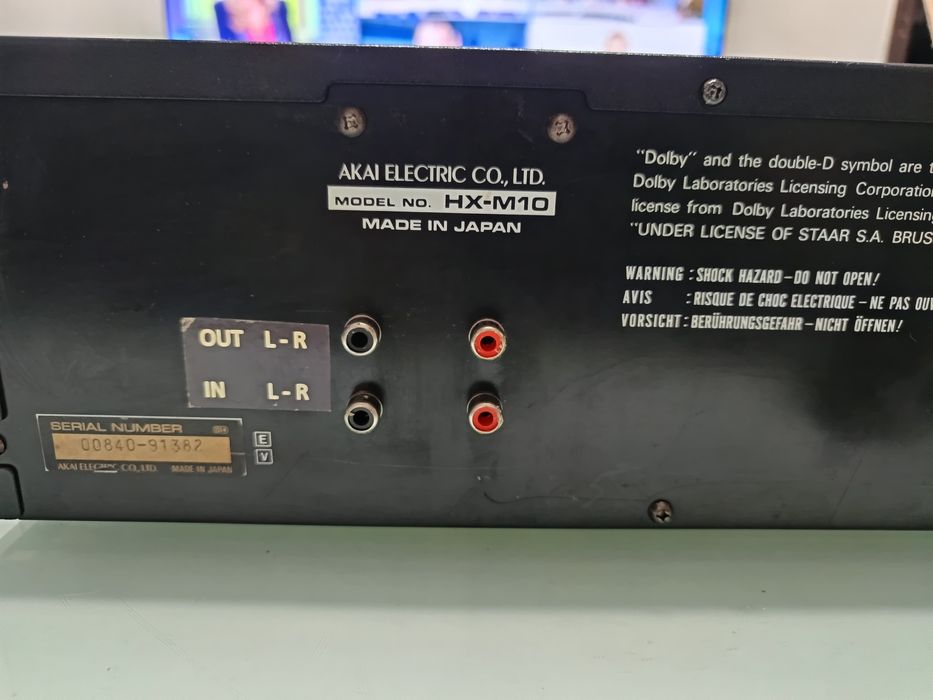 AKAI ELECTRIC CO., LTD.
MODEL NO. HX-M10
MADE IN JAPAN
"Dolby" and the double-D symbol are
Dolby Laboratories Licensing Corporation
license from Dolby Laboratories Licensing
"UNDER LICENSE OF STAAR S.A. BRUS
WARNING : SHOCK HAZARD – DO NOT OPEN!
AVIS : RISQUE DE CHOC ELECTRIQUE – NE PAS OUV
VORSICHT : BERÜHRUNGSGEFAHR – NICHT ÖFFNEN!
OUT L-R
IN L-R
SERIAL NUMBER
00840-91382
AKAI ELECTRIC CO., LTD. MADE IN JAPAN
E
V